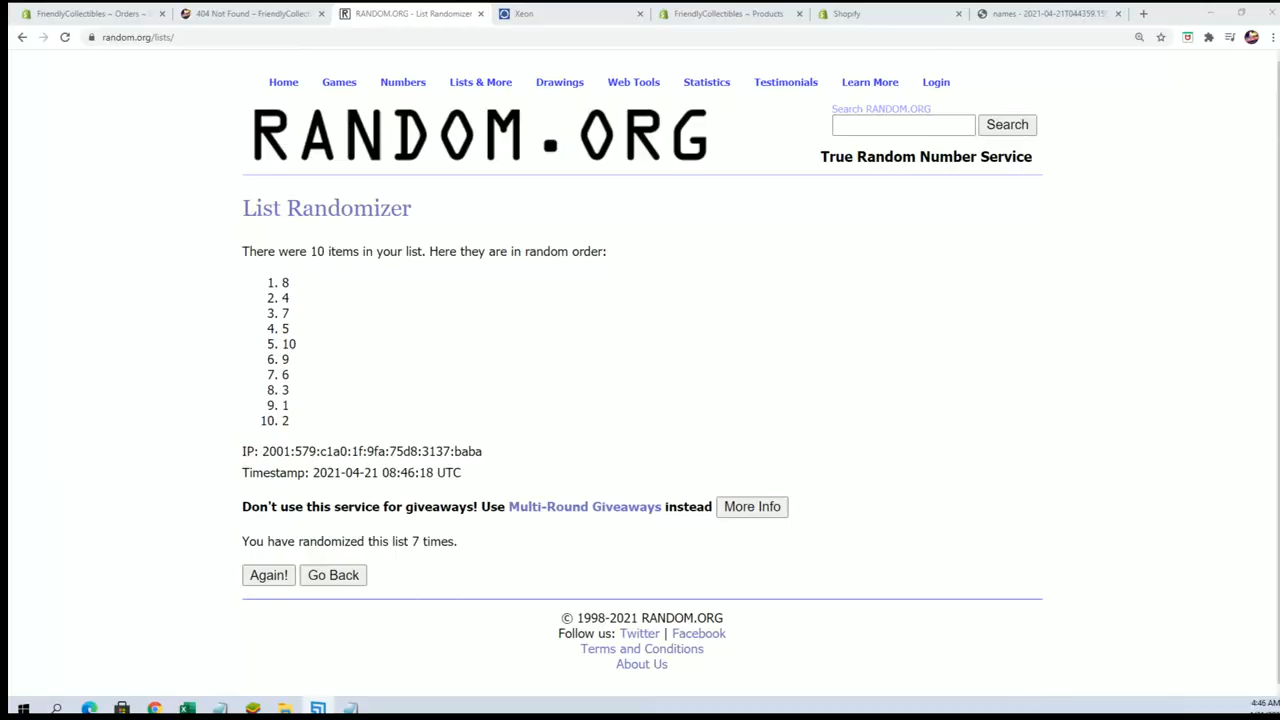 FriendlyCollectibles ~ Orders ~
404 Not Found ~ FriendlyCollect
RANDOM.ORG - List Randomizer
Xeon
FriendlyCollectibles ~ Products
Shopify
names - 2021-04-21T044359.15
random.org/lists/
Home Games Numbers Lists & More Drawings Web Tools Statistics Testimonials Learn More Login
RANDOM.ORG
Search RANDOM.ORG
Search
True Random Number Service
List Randomizer
There were 10 items in your list. Here they are in random order:
1. 8
2. 4
3. 7
4. 5
5. 10
6. 9
7. 6
8. 3
9. 1
10. 2
IP: 2001:579:c1a0:1f:9fa:75d8:3137:baba
Timestamp: 2021-04-21 08:46:18 UTC
Don't use this service for giveaways! Use Multi-Round Giveaways instead More Info
You have randomized this list 7 times.
Again! Go Back
© 1998-2021 RANDOM.ORG
Follow us: Twitter | Facebook
Terms and Conditions
About Us
4:46 AM